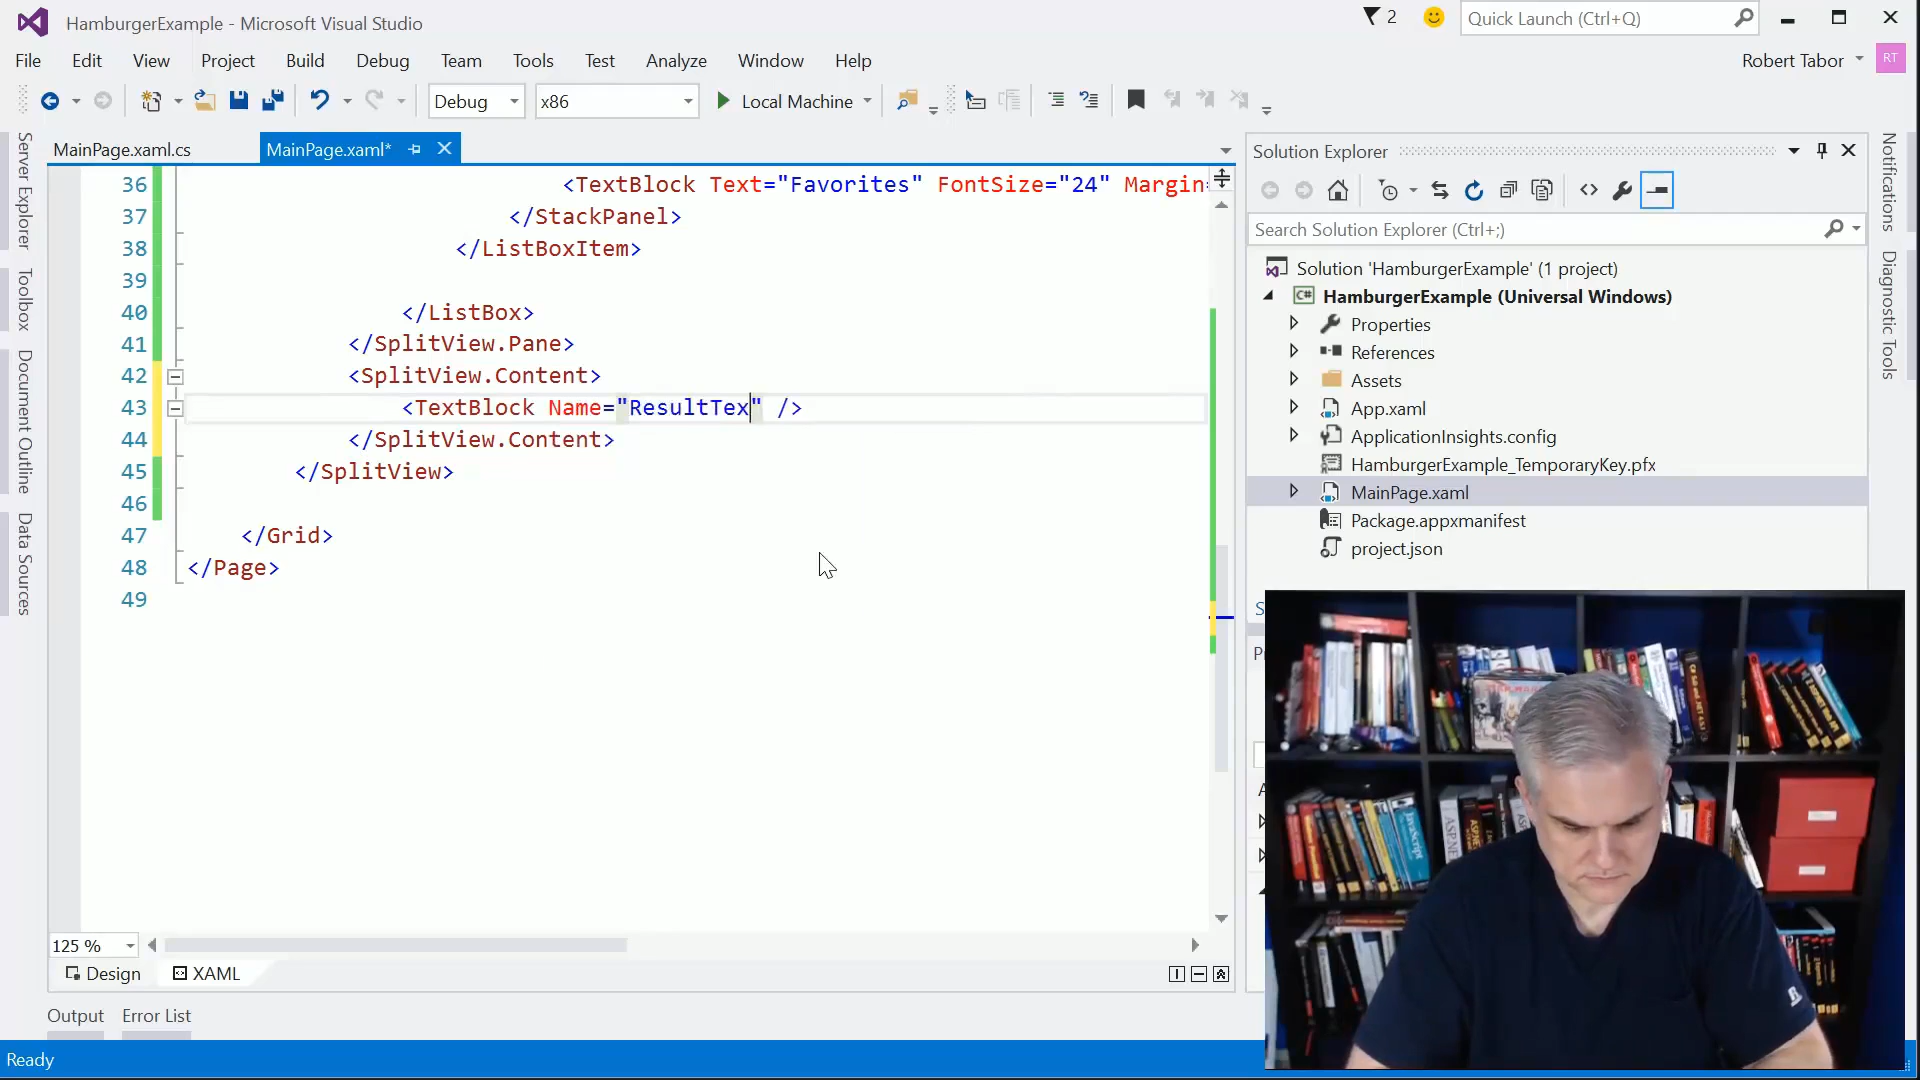 HamburgerExample - Microsoft Visual Studio
2
Quick Launch (Ctrl+Q)
File Edit View Project Build Debug Team Tools Test Analyze Window Help
Robert Tabor RT
Debug x86 Local Machine
MainPage.xaml.cs MainPage.xaml*
Server Explorer
Toolbox
Document Outline
Data Sources
36 <TextBlock Text="Favorites" FontSize="24" Margin
37 </StackPanel>
38 </ListBoxItem>
39
40 </ListBox>
41 </SplitView.Pane>
42 <SplitView.Content>
43 <TextBlock Name="ResultTex" />
44 </SplitView.Content>
45 </SplitView>
46
47 </Grid>
48 </Page>
49
125 %
Design XAML
Output Error List
Ready
Solution Explorer
Search Solution Explorer (Ctrl+;)
Solution 'HamburgerExample' (1 project)
C# HamburgerExample (Universal Windows)
Properties
References
Assets
App.xaml
ApplicationInsights.config
HamburgerExample_TemporaryKey.pfx
MainPage.xaml
Package.appxmanifest
project.json
Notifications
Diagnostic Tools
JavaScript
ASP.NET